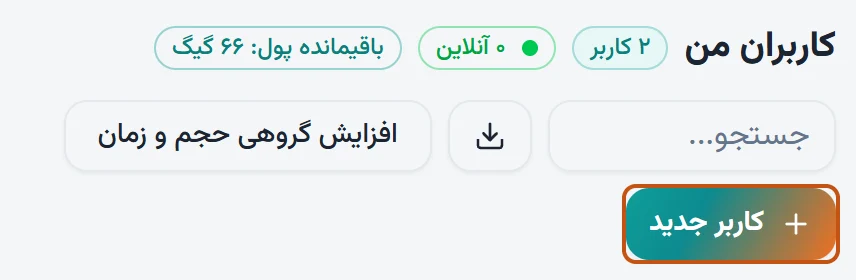 کاربران من ۲ کاربر ۰ آنلاین باقیمانده پول: ۶۶ گیگ
جستجو... افزایش گروهی حجم و زمان
+ کاربر جدید